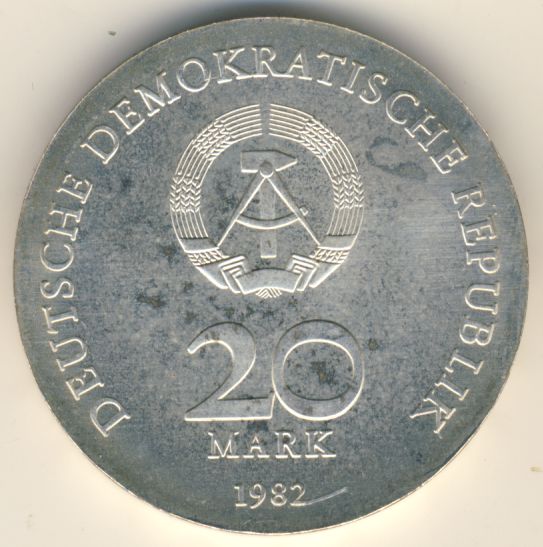 DEUTSCHE DEMOKRATISCHE REPUBLIK
20
MARK
1982